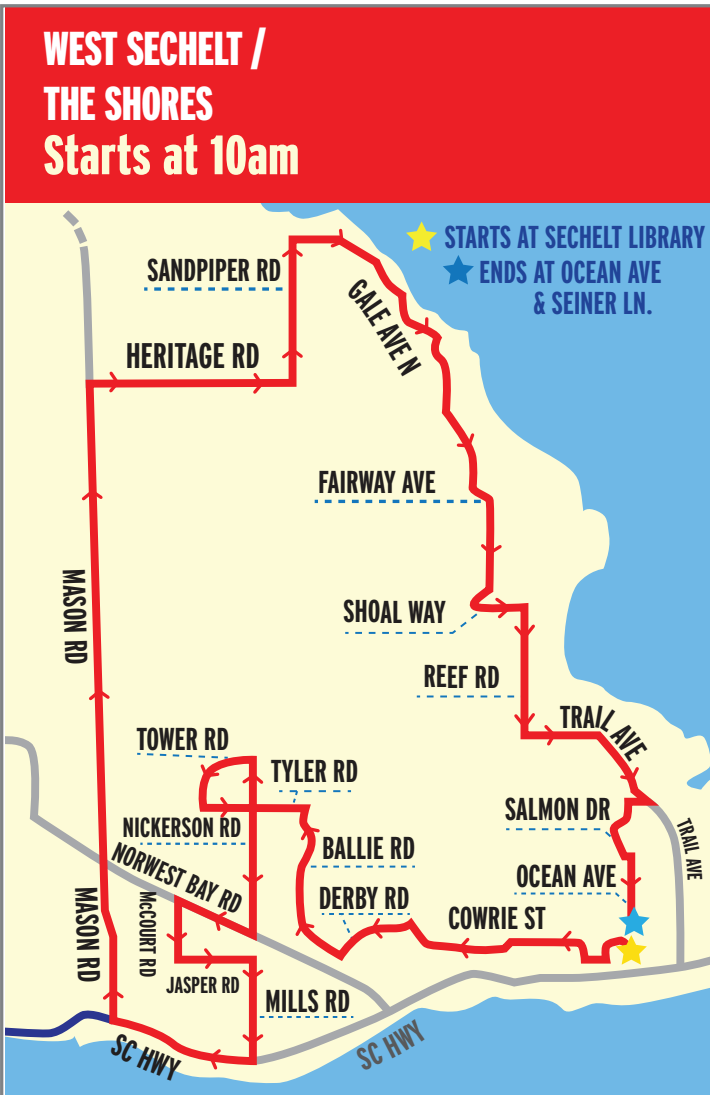 WEST SECHELT /
THE SHORES
Starts at 10am
STARTS AT SECHELT LIBRARY
ENDS AT OCEAN AVE
& SEINER LN.
SANDPIPER RD
GALE AVE N
HERITAGE RD
FAIRWAY AVE
MASON RD
SHOAL WAY
REEF RD
TRAIL AVE
TOWER RD
TYLER RD
SALMON DR
TRAIL AVE
NICKERSON RD
BALLIE RD
NORWEST BAY RD
OCEAN AVE
MASON RD
McCOURT RD
DERBY RD
COWRIE ST
JASPER RD
MILLS RD
SC HWY
SC HWY